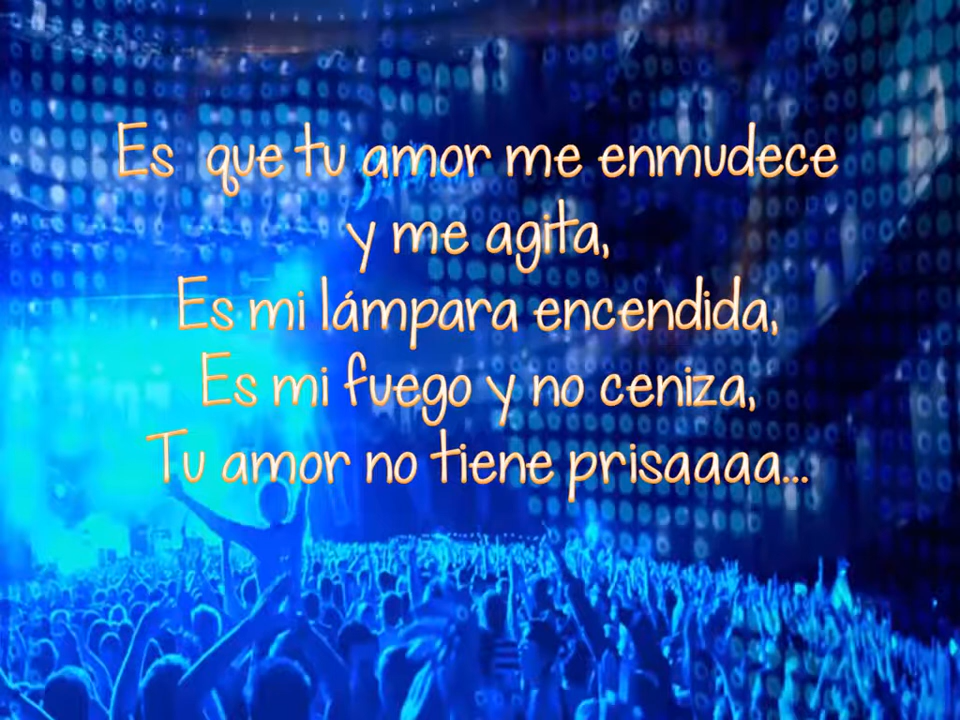 Es que tu amor me enmudece
y me agita,
Es mi lámpara encendida,
Es mi fuego y no ceniza,
Tu amor no tiene prisaaaa...